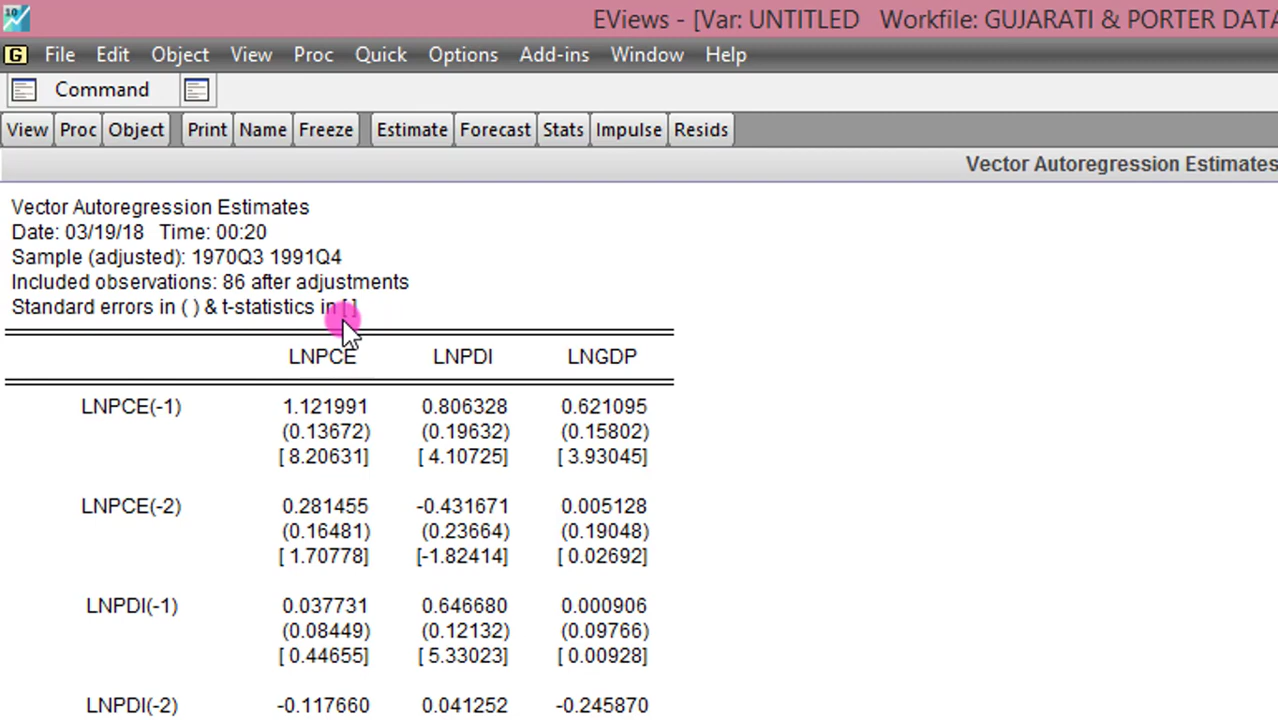 10
EViews - [Var: UNTITLED Workfile: GUJARATI & PORTER DATA
G File Edit Object View Proc Quick Options Add-ins Window Help
Command
View Proc Object Print Name Freeze Estimate Forecast Stats Impulse Resids
Vector Autoregression Estimates
Vector Autoregression Estimates
Date: 03/19/18 Time: 00:20
Sample (adjusted): 1970Q3 1991Q4
Included observations: 86 after adjustments
Standard errors in ( ) & t-statistics in [ ]
LNPCE LNPDI LNGDP
LNPCE(-1) 1.121991 0.806328 0.621095
(0.13672) (0.19632) (0.15802)
[ 8.20631] [ 4.10725] [ 3.93045]
LNPCE(-2) 0.281455 -0.431671 0.005128
(0.16481) (0.23664) (0.19048)
[ 1.70778] [-1.82414] [ 0.02692]
LNPDI(-1) 0.037731 0.646680 0.000906
(0.08449) (0.12132) (0.09766)
[ 0.44655] [ 5.33023] [ 0.00928]
LNPDI(-2) -0.117660 0.041252 -0.245870